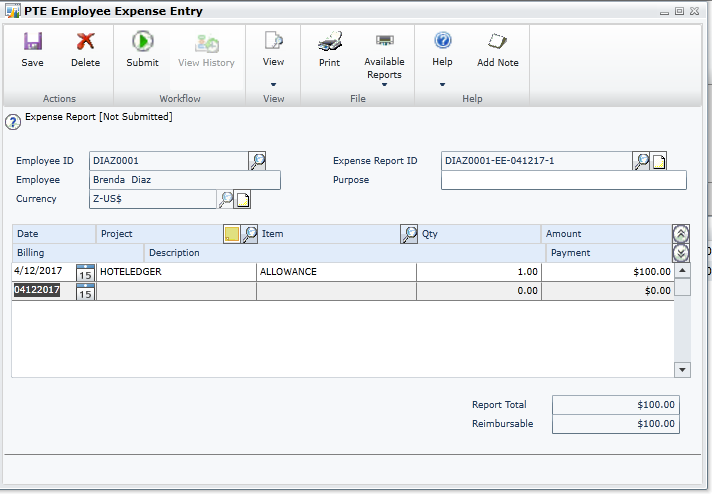 PTE Employee Expense Entry
Save Delete Submit View History View Print Available Reports Help Add Note
Actions Workflow View File Help
Expense Report [Not Submitted]
Employee ID DIAZ0001 Expense Report ID DIAZ0001-EE-041217-1
Employee Brenda Diaz Purpose
Currency Z-US$
Date Project Item Qty Amount
Billing Description Payment
4/12/2017 15 HOTELEDGER ALLOWANCE 1.00 $100.00
04122017 15 0.00 $0.00
Report Total $100.00
Reimbursable $100.00